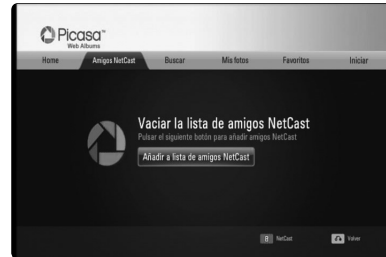 Picasa™
Web Albums
Home Amigos NetCast Buscar Mis fotos Favoritos Iniciar
Vaciar la lista de amigos NetCast
Pulsar el siguiente botón para añadir amigos NetCast
Añadir a lista de amigos NetCast
R NetCast Volver